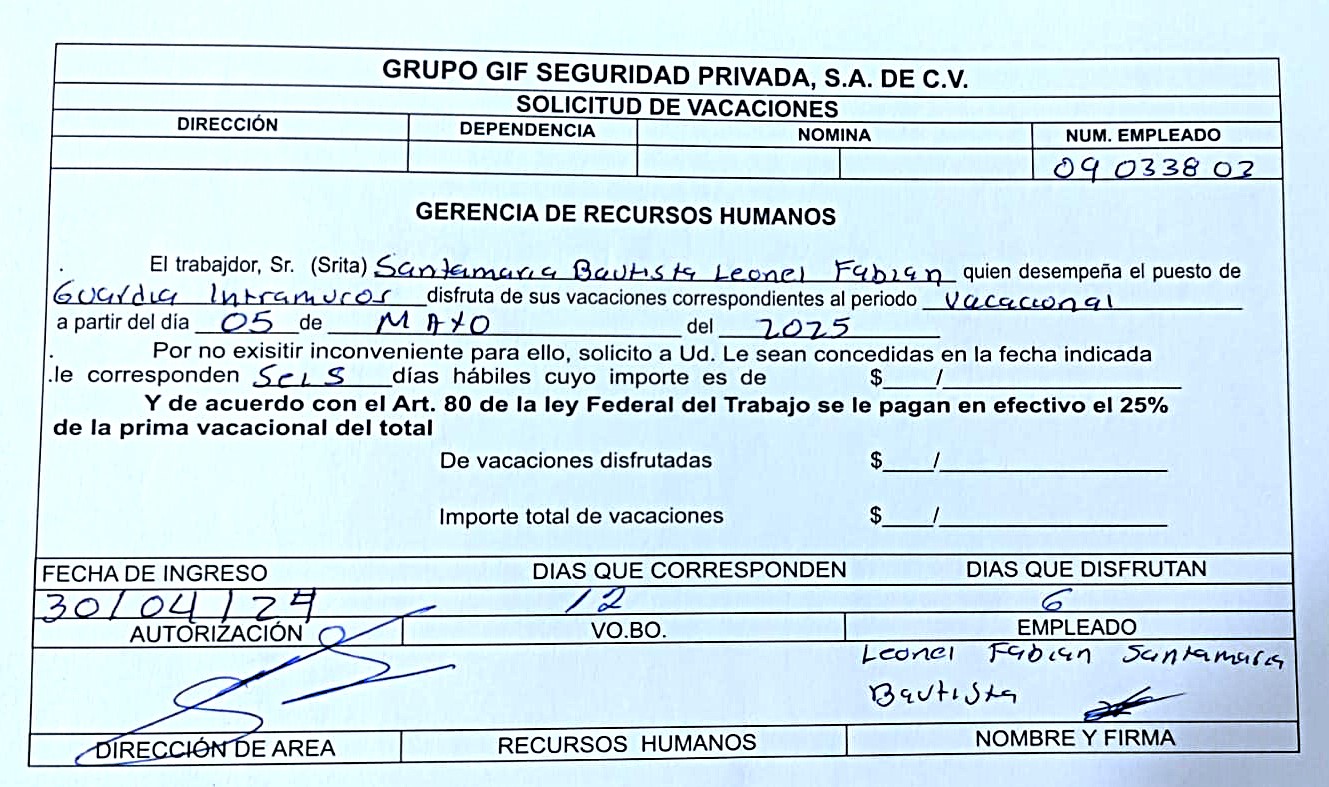 GRUPO GIF SEGURIDAD PRIVADA, S.A. DE C.V.
SOLICITUD DE VACACIONES
DIRECCIÓN DEPENDENCIA NOMINA NUM. EMPLEADO
09033803
GERENCIA DE RECURSOS HUMANOS
El trabajdor, Sr. (Srita) Santamaria Bautista Leonel Fabian quien desempeña el puesto de
Guardia Intramuros disfruta de sus vacaciones correspondientes al periodo Vacacional
a partir del día 05 de MAYO del 2025
Por no exisitir inconveniente para ello, solicito a Ud. Le sean concedidas en la fecha indicada
.le corresponden Seis días hábiles cuyo importe es de $____/____
Y de acuerdo con el Art. 80 de la ley Federal del Trabajo se le pagan en efectivo el 25%
de la prima vacacional del total
De vacaciones disfrutadas $____/____
Importe total de vacaciones $____/____
FECHA DE INGRESO DIAS QUE CORRESPONDEN DIAS QUE DISFRUTAN
30/04/24 12 6
AUTORIZACIÓN VO.BO. EMPLEADO
Leonel Fabian Santamaria
Bautista
DIRECCIÓN DE AREA RECURSOS HUMANOS NOMBRE Y FIRMA